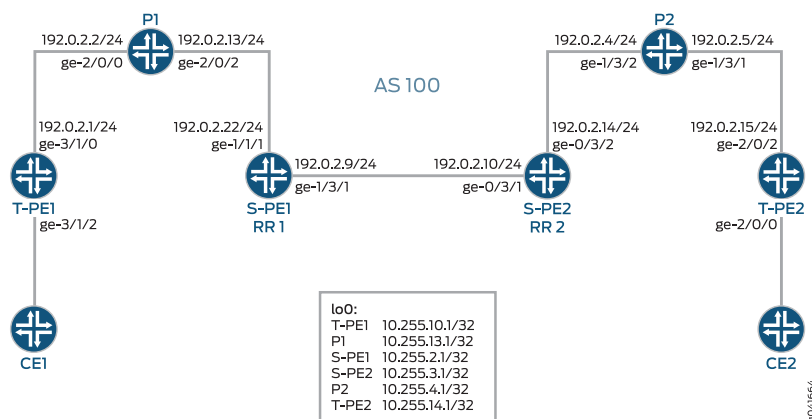 P1
P2
192.0.2.2/24
192.0.2.13/24
192.0.2.4/24
192.0.2.5/24
ge-2/0/0
ge-2/0/2
ge-1/3/2
ge-1/3/1
AS 100
192.0.2.1/24
192.0.2.22/24
192.0.2.14/24
192.0.2.15/24
ge-3/1/0
ge-1/1/1
ge-0/3/2
ge-2/0/2
192.0.2.9/24
192.0.2.10/24
ge-1/3/1
ge-0/3/1
T-PE1
S-PE1
RR 1
S-PE2
RR 2
T-PE2
ge-3/1/2
ge-2/0/0
lo0:
T-PE1 10.255.10.1/32
P1 10.255.13.1/32
S-PE1 10.255.2.1/32
S-PE2 10.255.3.1/32
P2 10.255.4.1/32
T-PE2 10.255.14.1/32
CE1
CE2